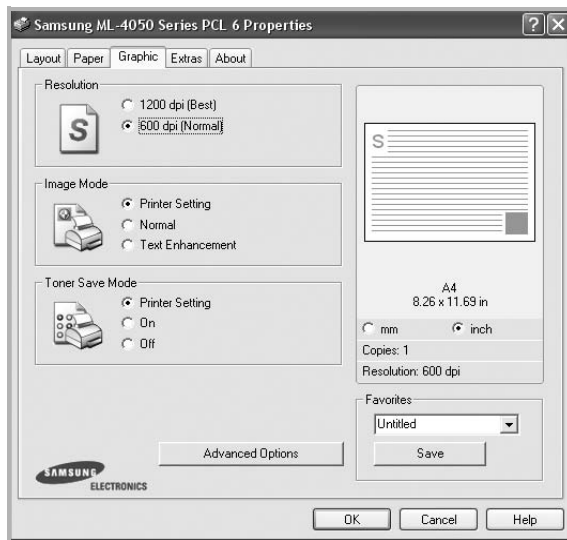 Samsung ML-4050 Series PCL 6 Properties
Layout Paper Graphic Extras About
Resolution
S
1200 dpi (Best)
600 dpi (Normal)
Image Mode
Printer Setting
Normal
Text Enhancement
Toner Save Mode
Printer Setting
On
Off
S
A4
8.26 x 11.69 in
mm inch
Copies: 1
Resolution: 600 dpi
Favorites
Untitled
Save
Advanced Options
SAMSUNG
ELECTRONICS
OK Cancel Help